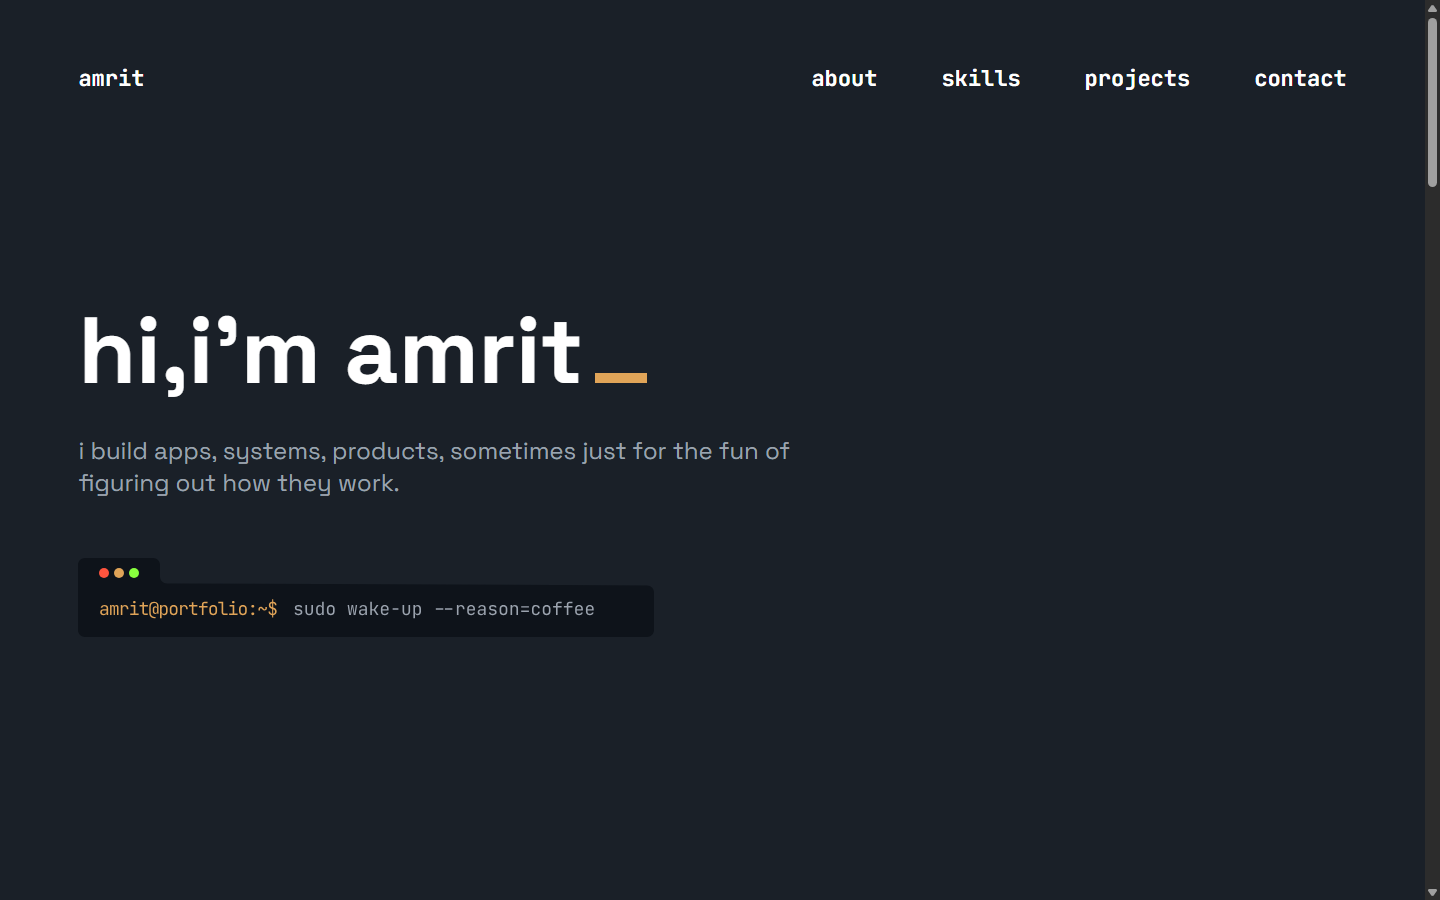 amrit
about skills projects contact
hi,i’m amrit_
i build apps, systems, products, sometimes just for the fun of
figuring out how they work.
amrit@portfolio:~$ sudo wake-up --reason=coffee